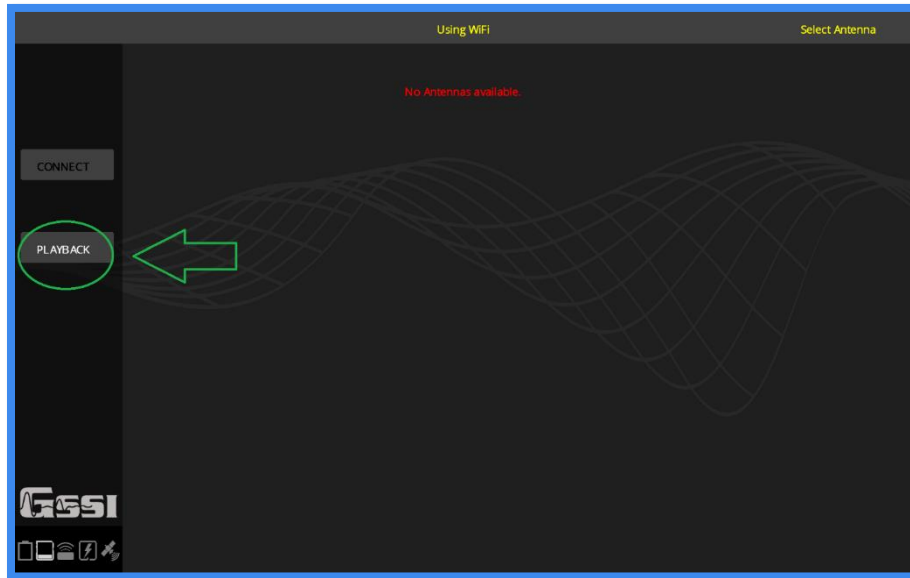 Using WiFi
Select Antenna
No Antennas available.
CONNECT
PLAYBACK
GSSI